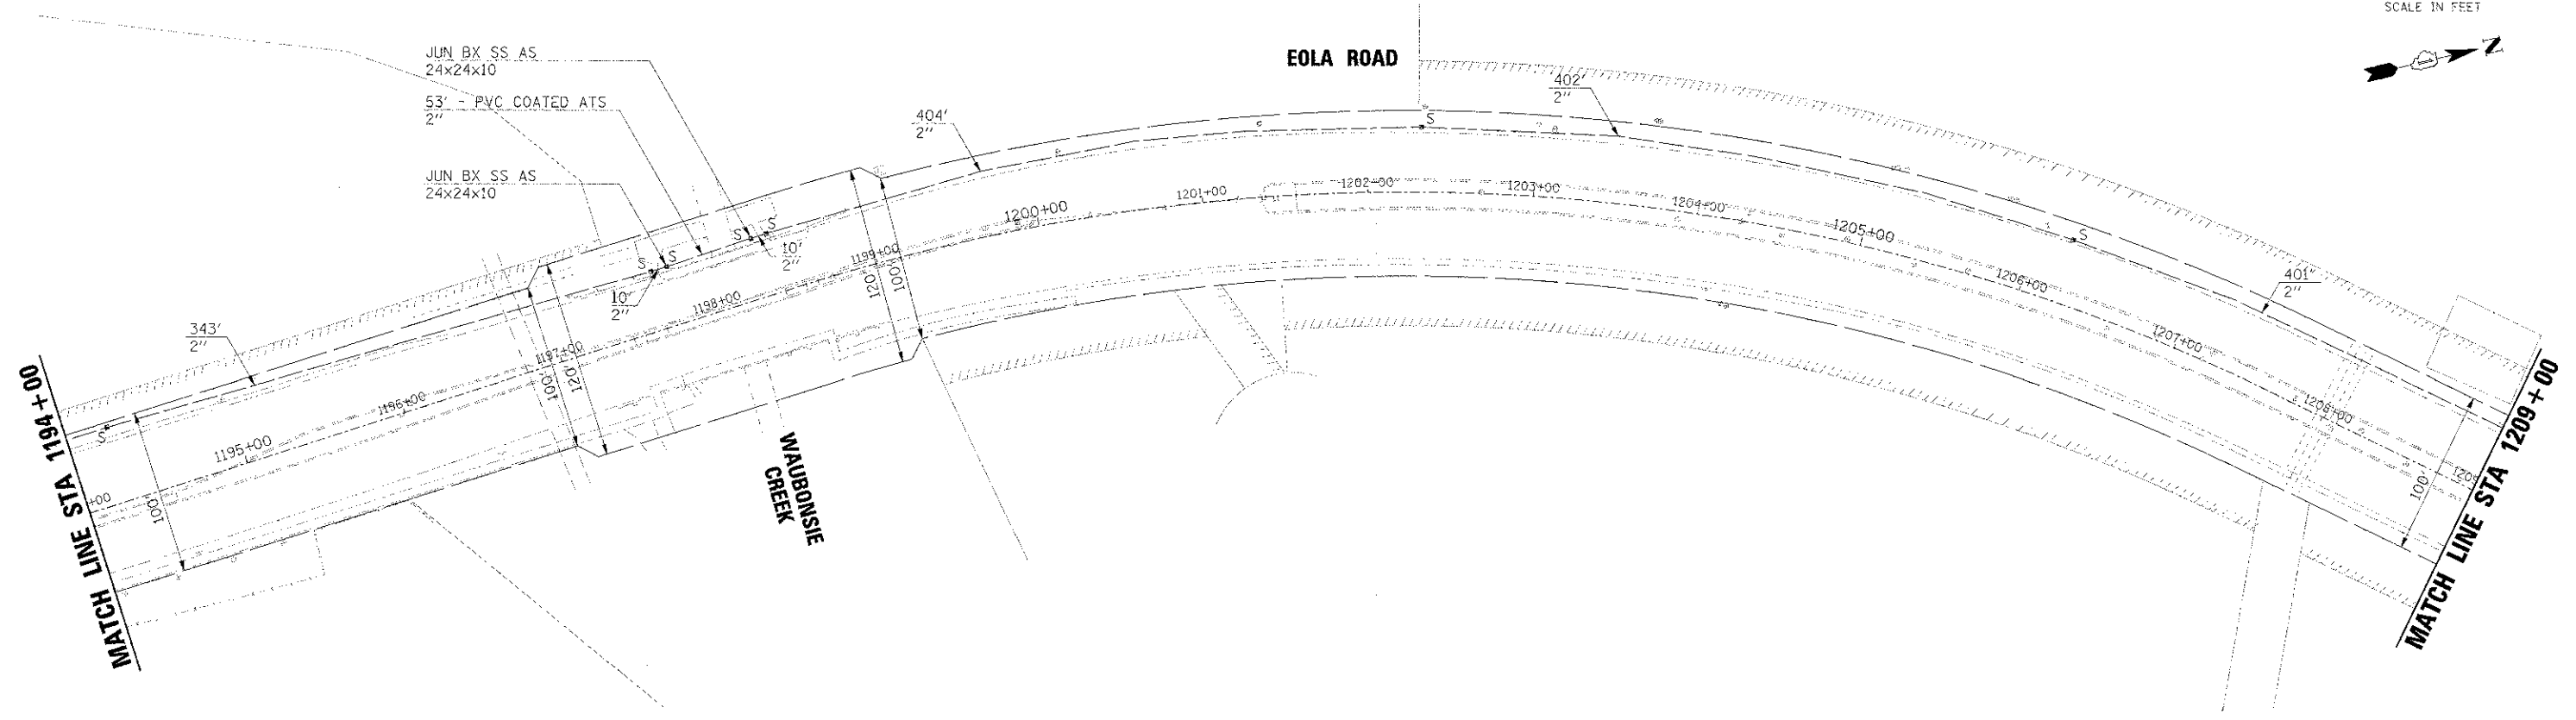 SCALE IN FEET
N
EOLA ROAD
JUN BX SS AS
24x24x10
53' - PVC COATED ATS
2"
JUN BX SS AS
24x24x10
404'
2"
402'
2"
S
S
S
10'
2"
S
S
10'
2"
343'
2"
S
S
401'
2"
+00
1195+00
1196+00
1197+00
1198+00
1199+00
1200+00
1201+00
1202+00
1203+00
1204+00
1205+00
1206+00
1207+00
1208+00
1209
100'
100'
120'
120'
100'
100'
WAUBONSIE
CREEK
MATCH LINE STA 1194+00
MATCH LINE STA 1209+00